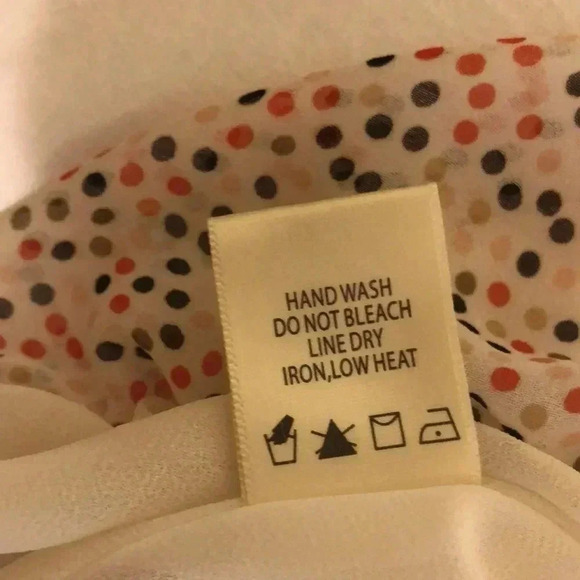 HAND WASH
DO NOT BLEACH
LINE DRY
IRON,LOW HEAT